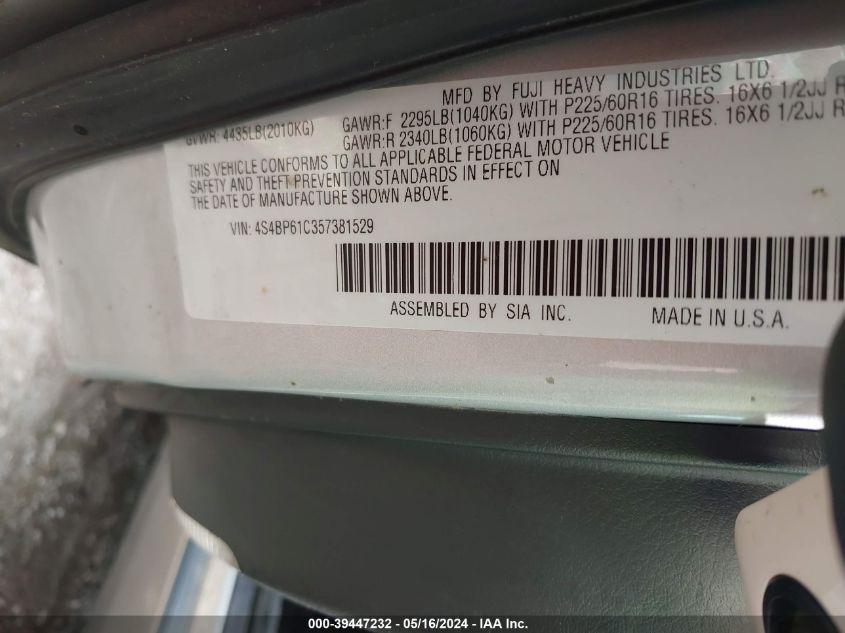 MFD BY FUJI HEAVY INDUSTRIES LTD.
GVWR: 4435LB(2010KG)
GAWR:F 2295LB(1040KG) WITH P225/60R16 TIRES. 16X6 1/2JJ R
GAWR:R 2340LB(1060KG) WITH P225/60R16 TIRES. 16X6 1/2JJ R
THIS VEHICLE CONFORMS TO ALL APPLICABLE FEDERAL MOTOR VEHICLE
SAFETY AND THEFT PREVENTION STANDARDS IN EFFECT ON
THE DATE OF MANUFACTURE SHOWN ABOVE.
VIN: 4S4BP61C357381529
ASSEMBLED BY SIA INC. MADE IN U.S.A.
000-39447232 - 05/16/2024 - IAA Inc.